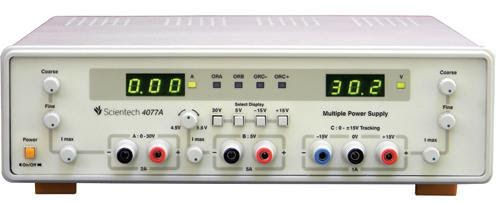 ORA ORB ORC- ORC+
Coarse 0.00 A 30.2 V Coarse
Select Display
30V 5V -15V +15V
Scientech 4077A
Multiple Power Supply
Fine Fine
4.5V 5.5V
Power I max A : 0 - 30V I max B : 5V C : 0 - ±15V Tracking I max
-15V 0V +15V
On/Off 2A 5A 1A